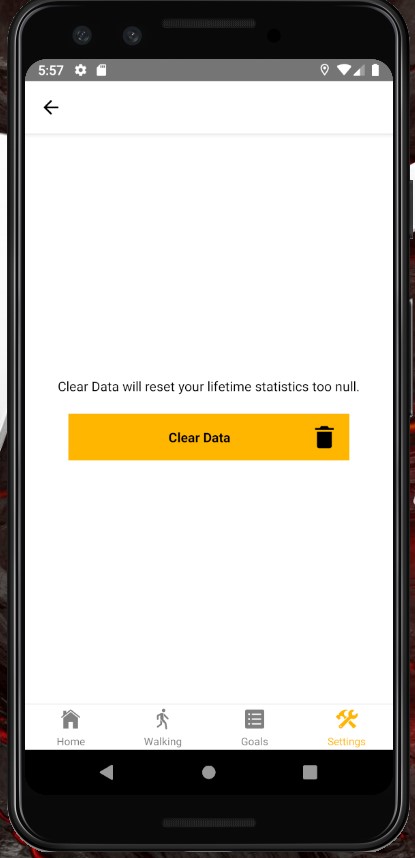 5:57
Clear Data will reset your lifetime statistics too null.
Clear Data
Home Walking Goals Settings